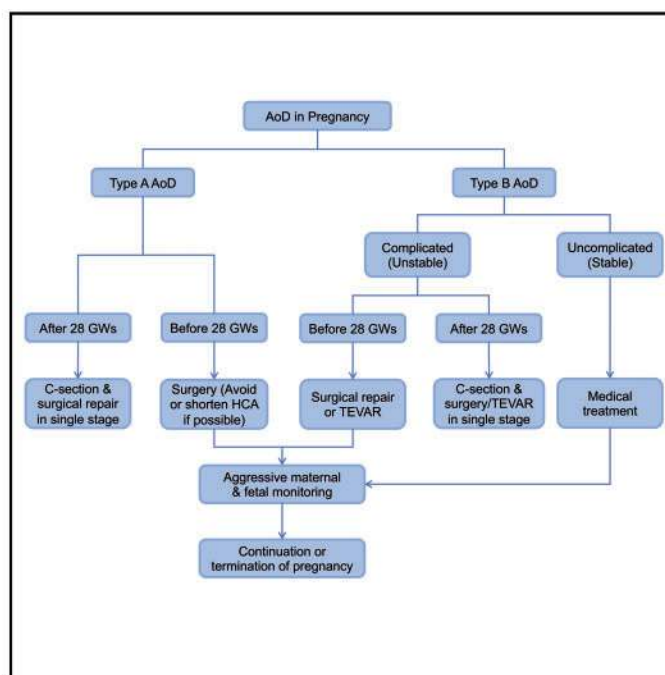 AoD in Pregnancy
Type A AoD
Type B AoD
Complicated
(Unstable)
Uncomplicated
(Stable)
After 28 GWs
Before 28 GWs
Before 28 GWs
After 28 GWs
C-section &
surgical repair
in single stage
Surgery (Avoid
or shorten HCA
if possible)
Surgical repair
or TEVAR
C-section &
surgery/TEVAR
in single stage
Medical
treatment
Aggressive maternal
& fetal monitoring
Continuation or
termination of pregnancy